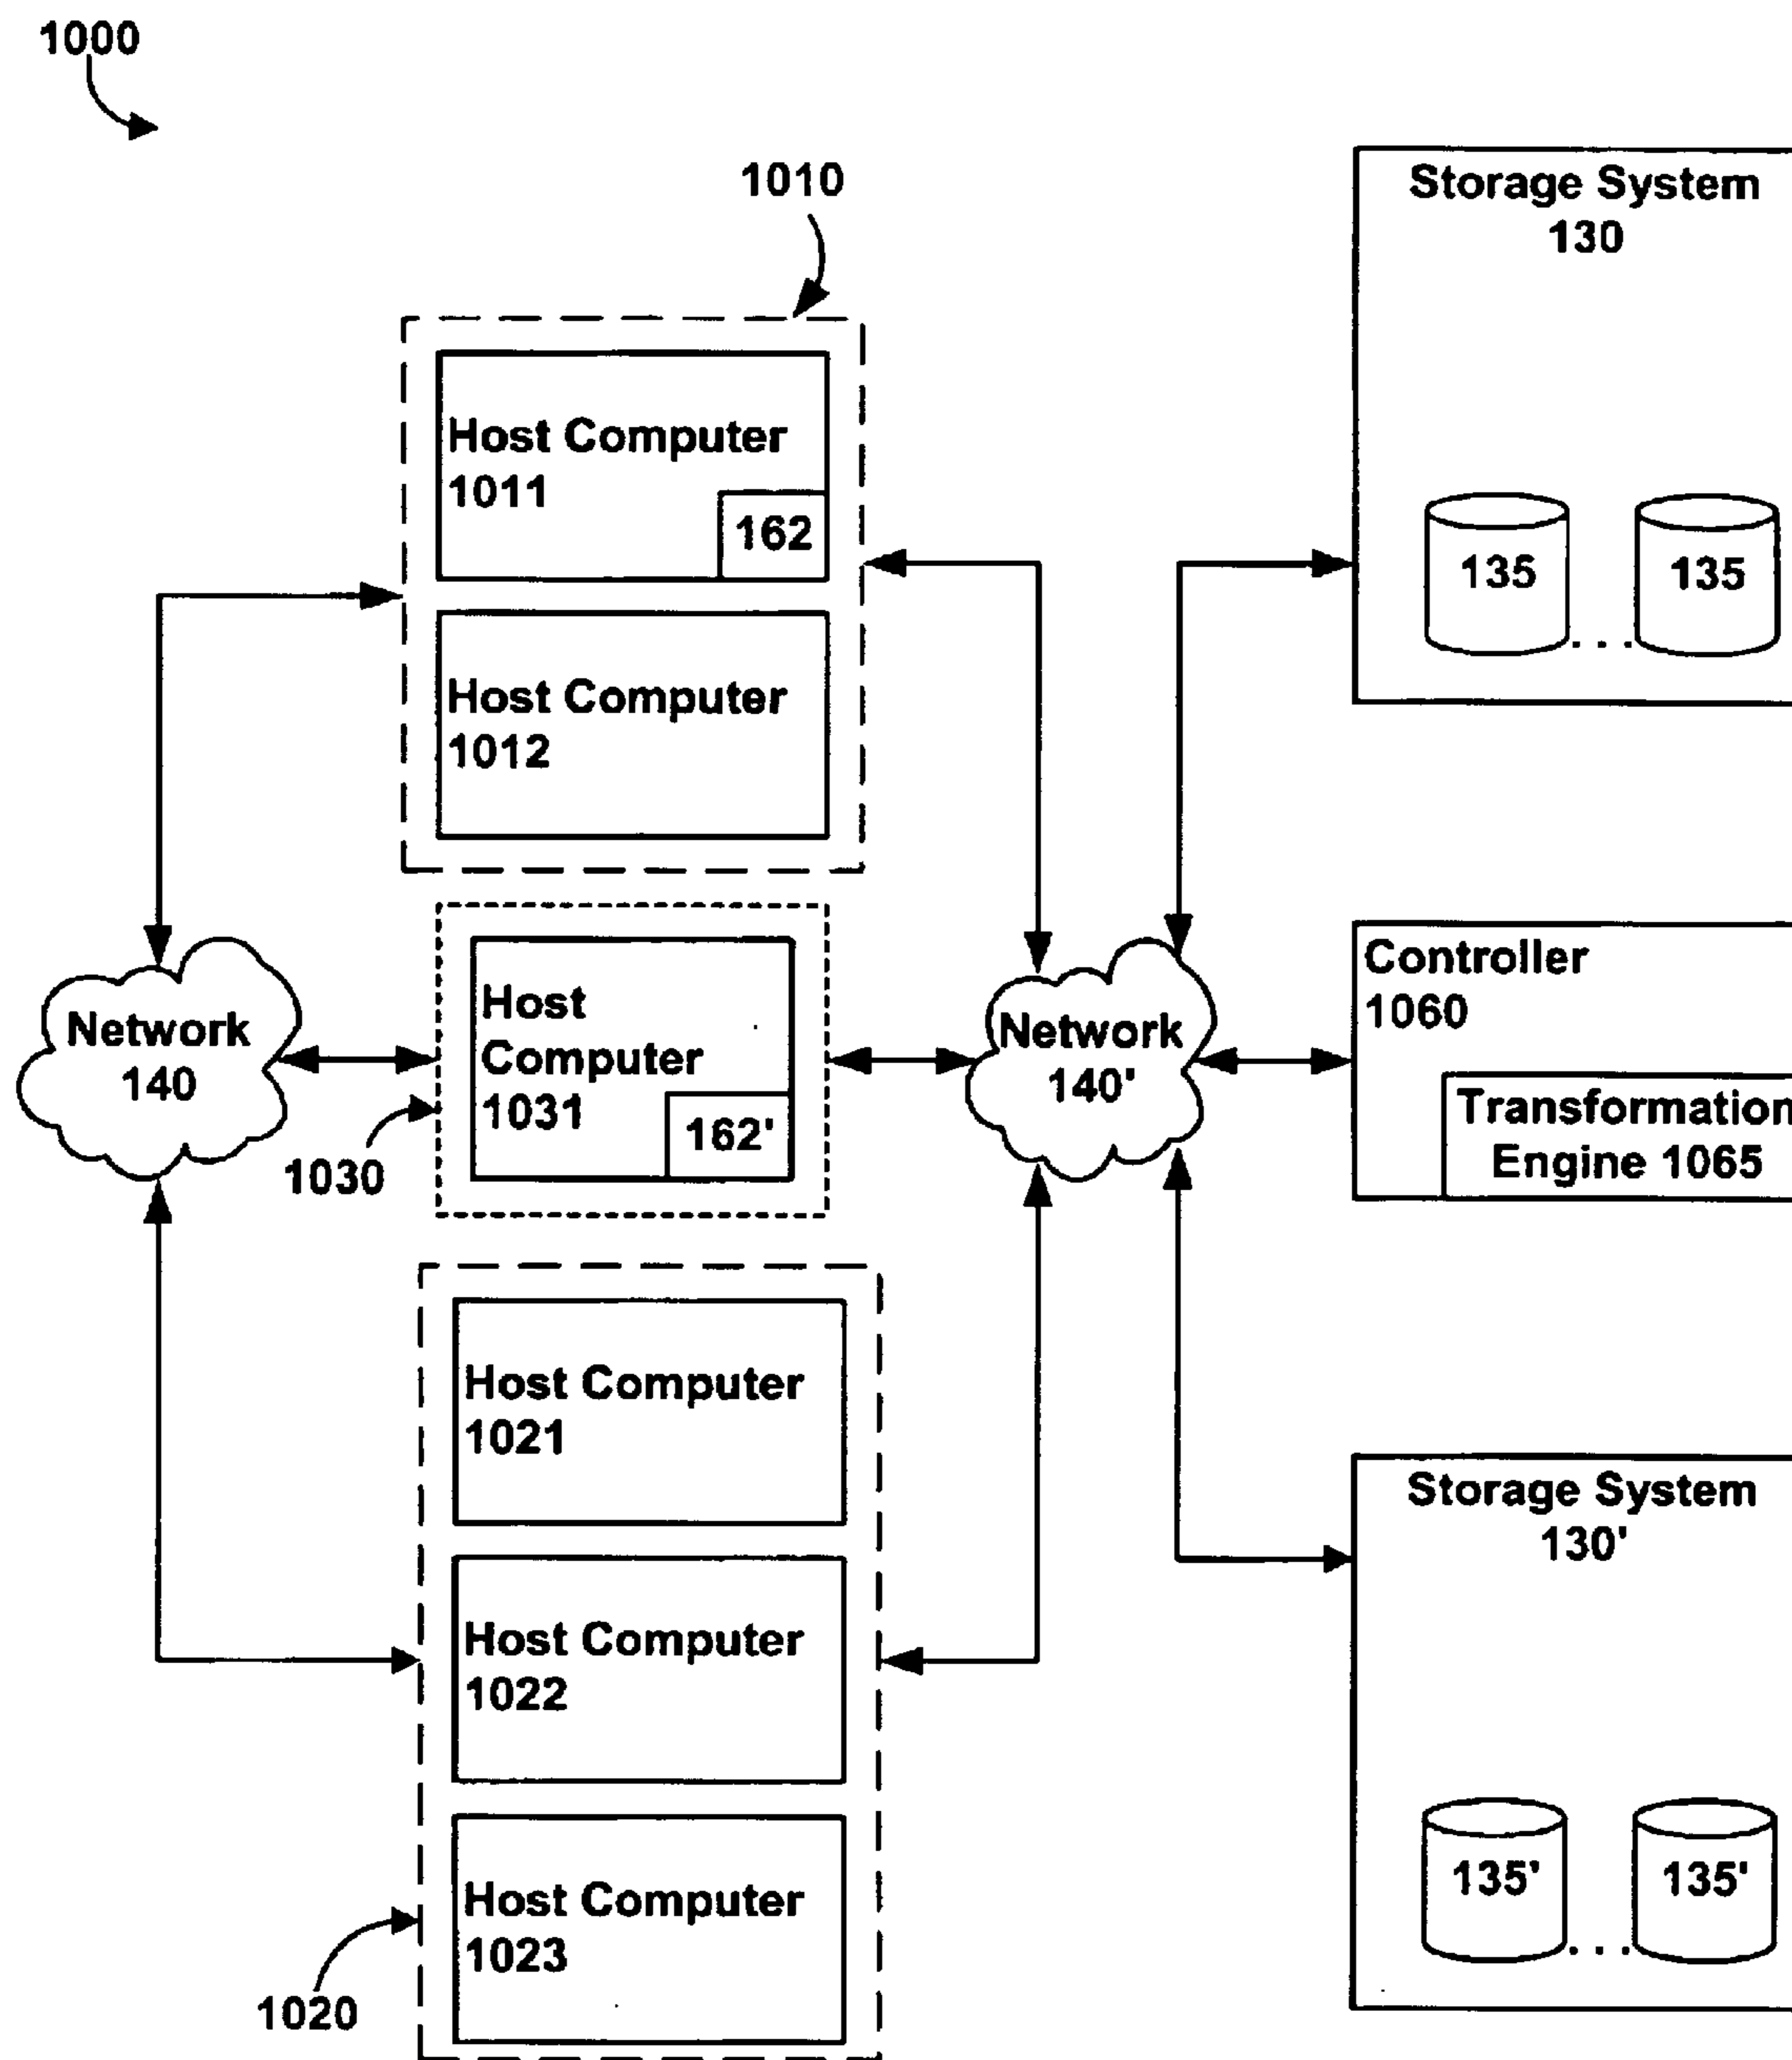 1000
1010
Storage System
130
135
135
...
Host Computer
1011
162
Host Computer
1012
Network
140
Host
Computer
1031
162'
1030
Network
140'
Controller
1060
Transformation
Engine 1065
Host Computer
1021
Host Computer
1022
Host Computer
1023
1020
Storage System
130'
135'
135'
...